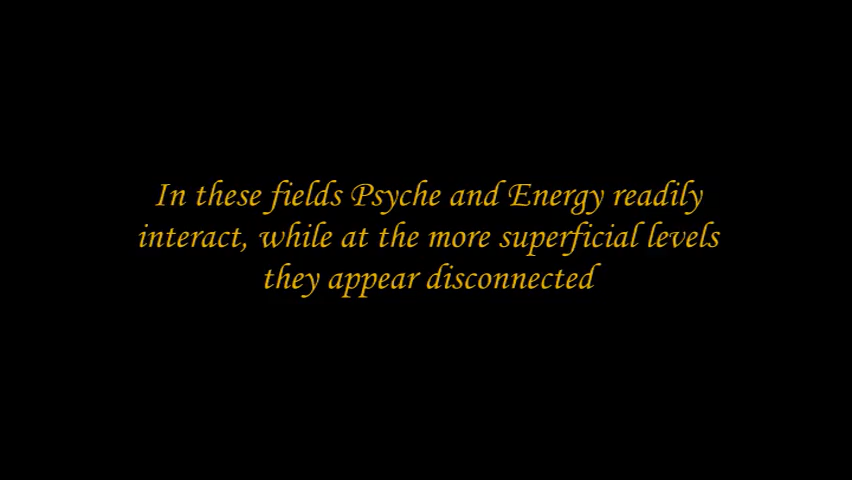 In these fields Psyche and Energy readily
interact, while at the more superficial levels
they appear disconnected